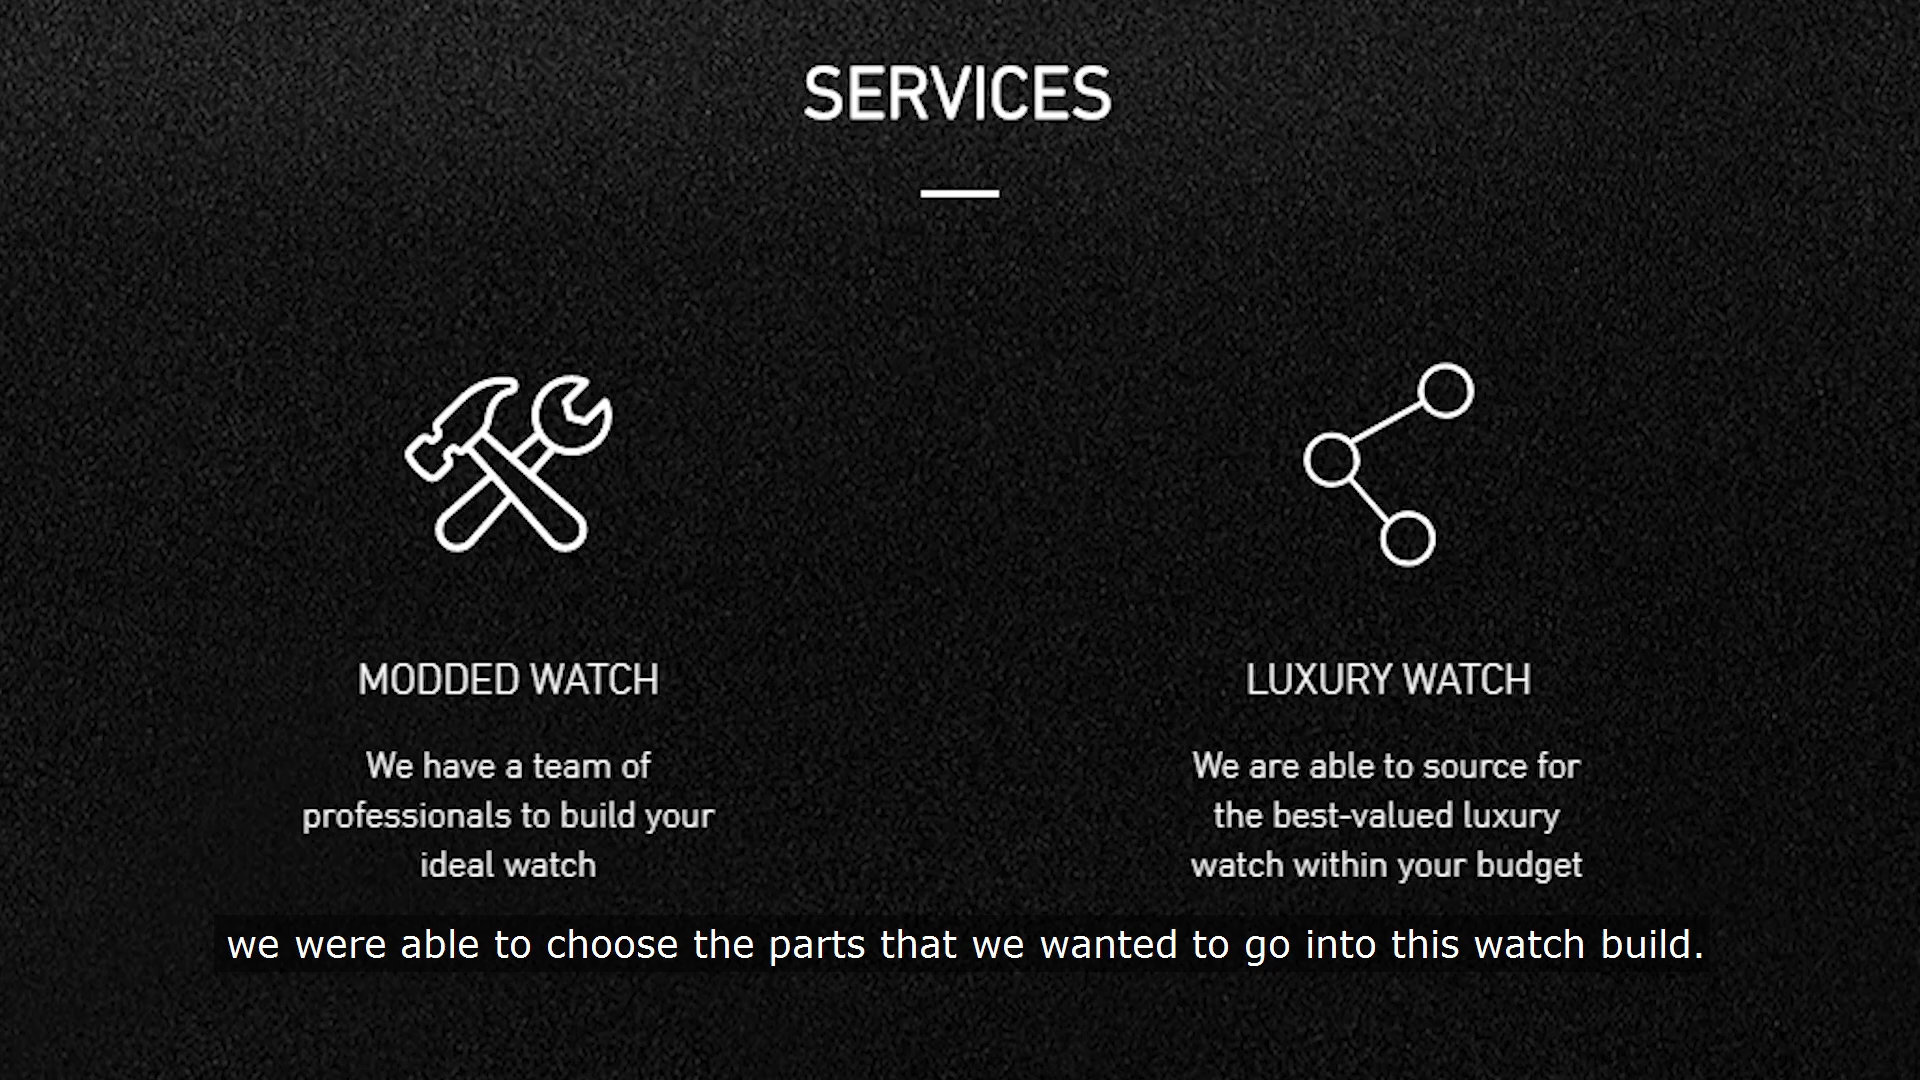 SERVICES
MODDED WATCH
We have a team of
professionals to build your
ideal watch
LUXURY WATCH
We are able to source for
the best-valued luxury
watch within your budget
we were able to choose the parts that we wanted to go into this watch build.